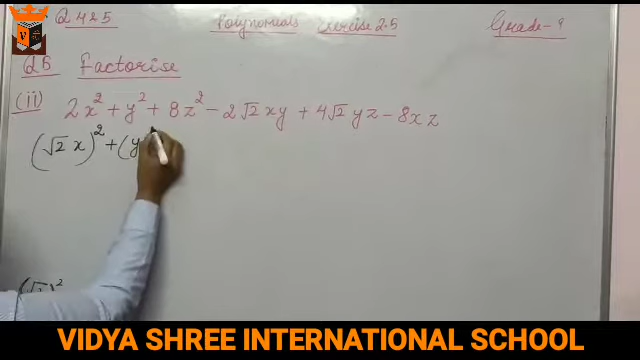 Q 4 & 5 Polynomials Exercise 2.5 Grade-9
Q5 Factorise
(ii) 2x² + y² + 8z² - 2√2 xy + 4√2 yz - 8xz
(√2 x)² + (y
VIDYA SHREE INTERNATIONAL SCHOOL